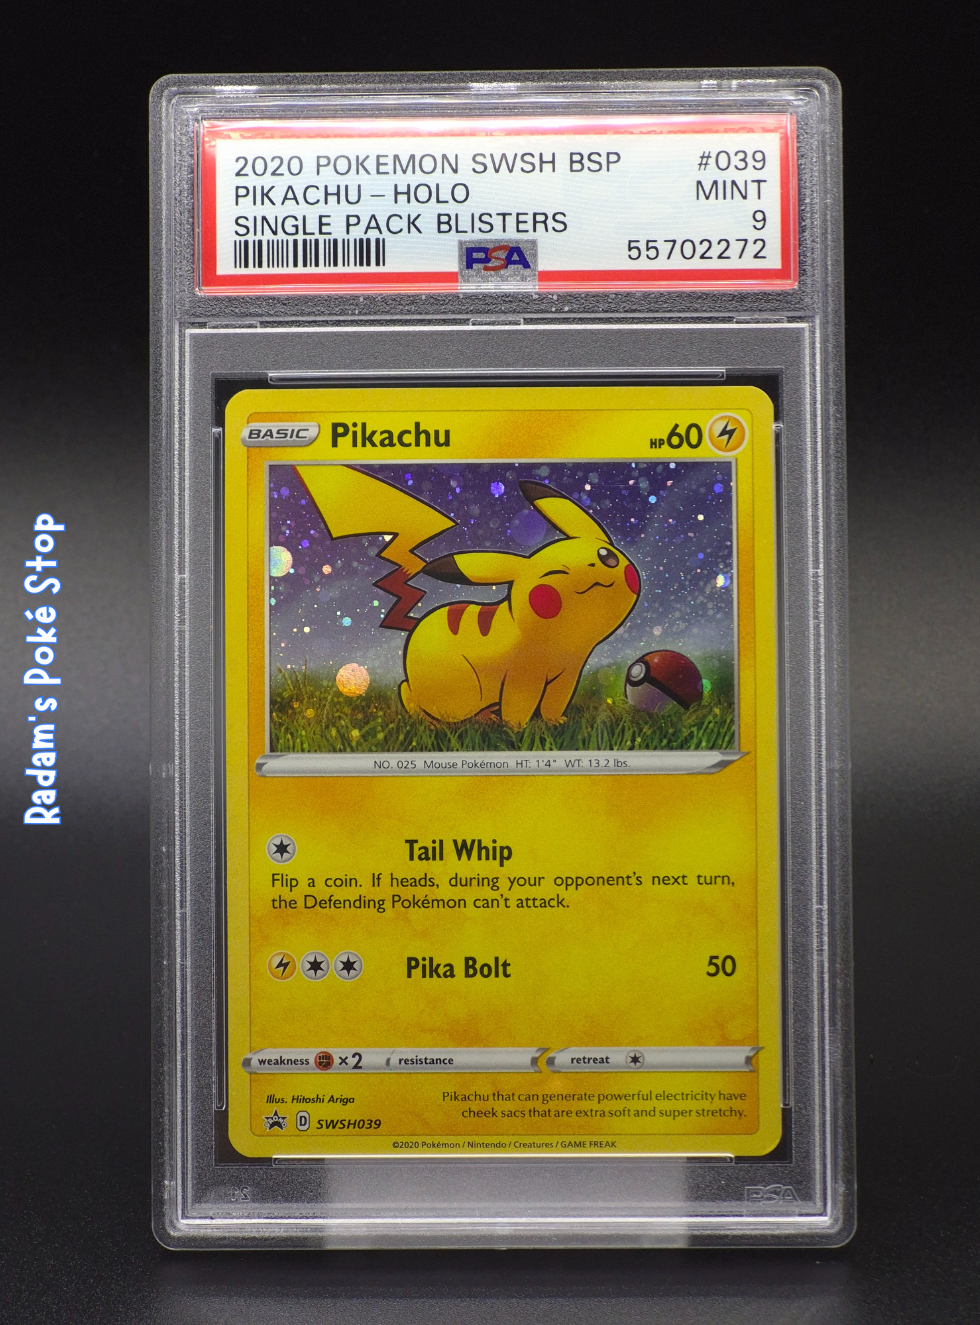 2020 POKEMON SWSH BSP #039
PIKACHU - HOLO MINT
SINGLE PACK BLISTERS 9
PSA 55702272
BASIC Pikachu HP 60
NO. 025 Mouse Pokémon HT: 1'4" WT: 13.2 lbs.
Tail Whip
Flip a coin. If heads, during your opponent's next turn,
the Defending Pokémon can't attack.
Pika Bolt 50
weakness ×2 resistance retreat
Illus. Hitoshi Ariga
Pikachu that can generate powerful electricity have
cheek sacs that are extra soft and super stretchy.
D SWSH039
©2020 Pokémon / Nintendo / Creatures / GAME FREAK
PSA
Radam's Poké Stop